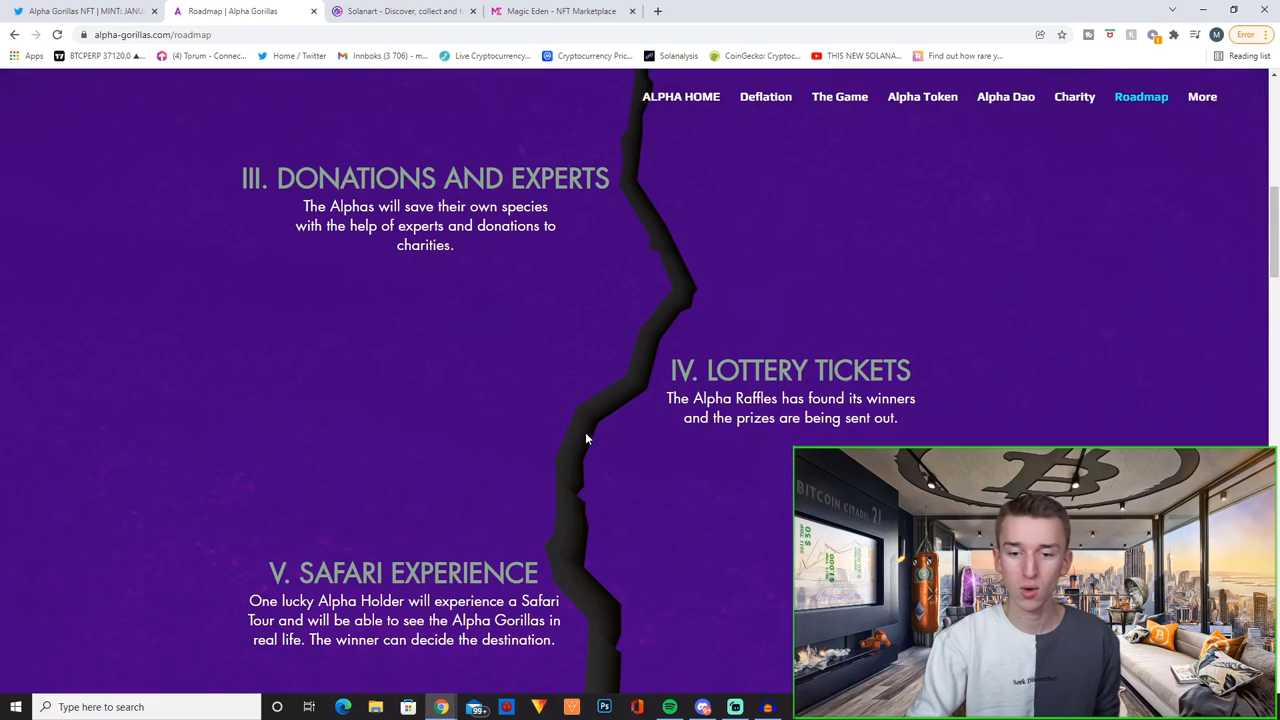 Alpha Gorillas NFT | MINT: JANU
Roadmap | Alpha Gorillas
Solanart - Discover, collect and t
Magic Eden - NFT Marketplace
alpha-gorillas.com/roadmap
Error
Apps
BTCPERP 37120.0 ▲...
(4) Torum - Connec...
Home / Twitter
Innboks (3 706) - m...
Live Cryptocurrency...
Cryptocurrency Pric...
Solanalysis
CoinGecko: Cryptoc...
THIS NEW SOLANA...
Find out how rare y...
Reading list
ALPHA HOME
Deflation
The Game
Alpha Token
Alpha Dao
Charity
Roadmap
More
III. DONATIONS AND EXPERTS
The Alphas will save their own species
with the help of experts and donations to
charities.
IV. LOTTERY TICKETS
The Alpha Raffles has found its winners
and the prizes are being sent out.
V. SAFARI EXPERIENCE
One lucky Alpha Holder will experience a Safari
Tour and will be able to see the Alpha Gorillas in
real life. The winner can decide the destination.
BITCOIN CITADEL 21
Type here to search
99+